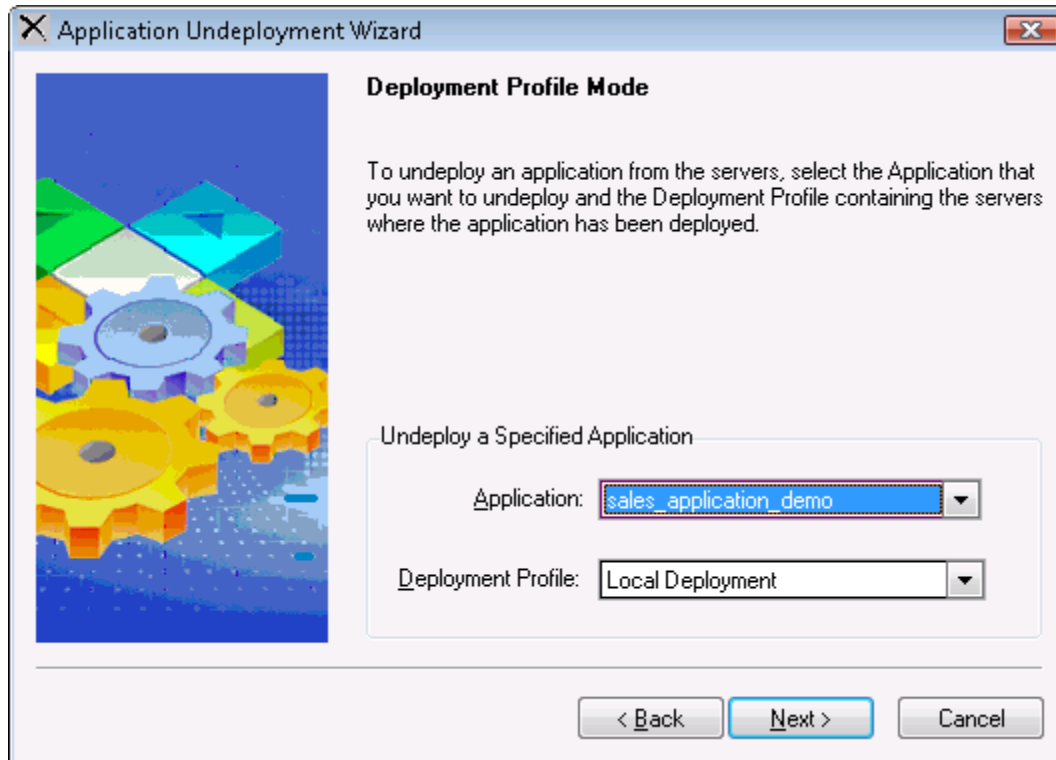 Application Undeployment Wizard
Deployment Profile Mode
To undeploy an application from the servers, select the Application that
you want to undeploy and the Deployment Profile containing the servers
where the application has been deployed.
Undeploy a Specified Application
Application: sales_application_demo
Deployment Profile: Local Deployment
< Back Next > Cancel